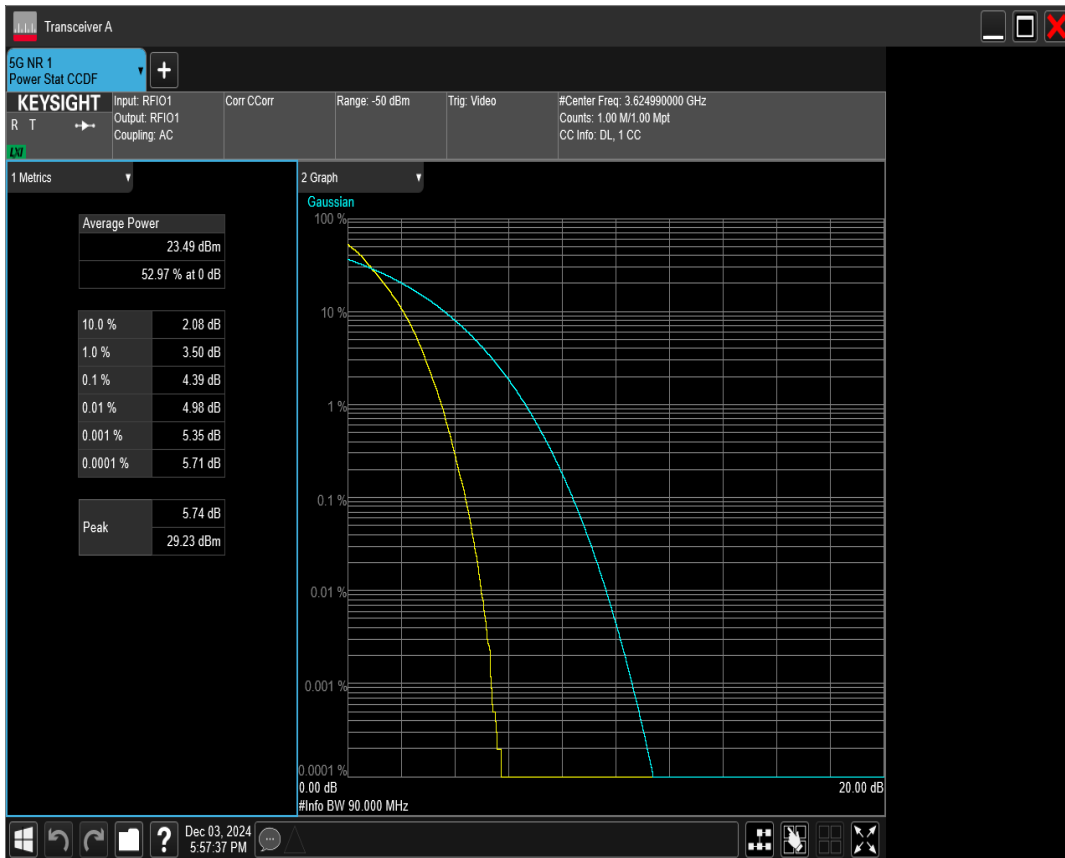 Transceiver A
5G NR 1
Power Stat CCDF
+
KEYSIGHT
R T
LXI
Input: RFIO1
Output: RFIO1
Coupling: AC
Corr CCorr
Range: -50 dBm
Trig: Video
#Center Freq: 3.624990000 GHz
Counts: 1.00 M/1.00 Mpt
CC Info: DL, 1 CC
1 Metrics
Average Power
23.49 dBm
52.97 % at 0 dB
10.0 % 2.08 dB
1.0 % 3.50 dB
0.1 % 4.39 dB
0.01 % 4.98 dB
0.001 % 5.35 dB
0.0001 % 5.71 dB
Peak
5.74 dB
29.23 dBm
2 Graph
Gaussian
100 %
10 %
1 %
0.1 %
0.01 %
0.001 %
0.0001 %
0.00 dB 20.00 dB
#Info BW 90.000 MHz
?
Dec 03, 2024
5:57:37 PM